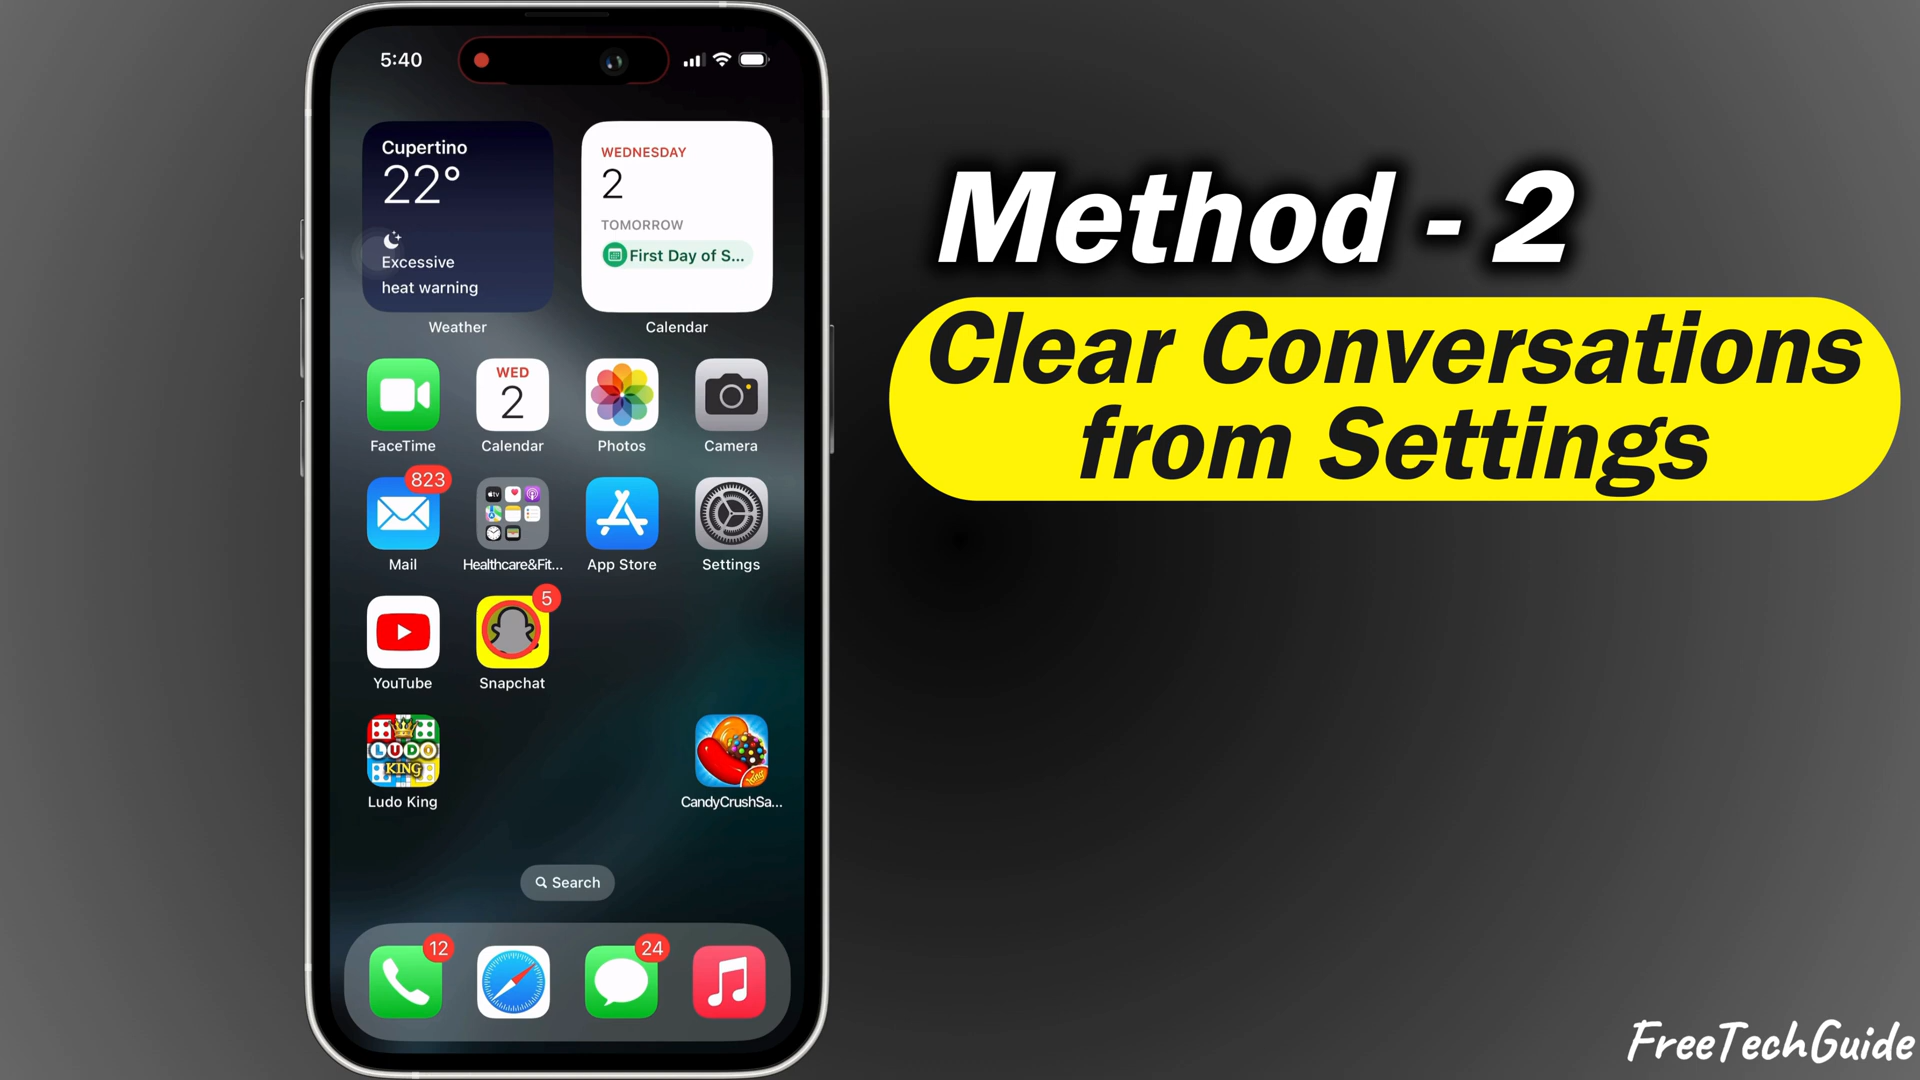 5:40
Cupertino
22°
Excessive
heat warning
Weather
WEDNESDAY
2
TOMORROW
First Day of S...
Calendar
FaceTime
WED
2
Calendar
Photos
Camera
823
Mail
Healthcare&Fit...
App Store
Settings
YouTube
5
Snapchat
LUDO
KING
Ludo King
King
CandyCrushSa...
Search
12
24
Method - 2
Clear Conversations
from Settings
FreeTechGuide